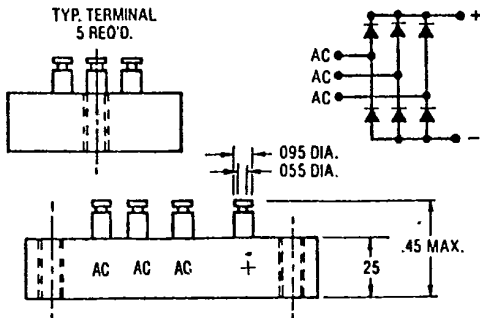 TYP. TERMINAL
5 REQ'D.
+
AC
AC
AC
−
.095 DIA.
.055 DIA.
AC AC AC +
.25
.45 MAX.